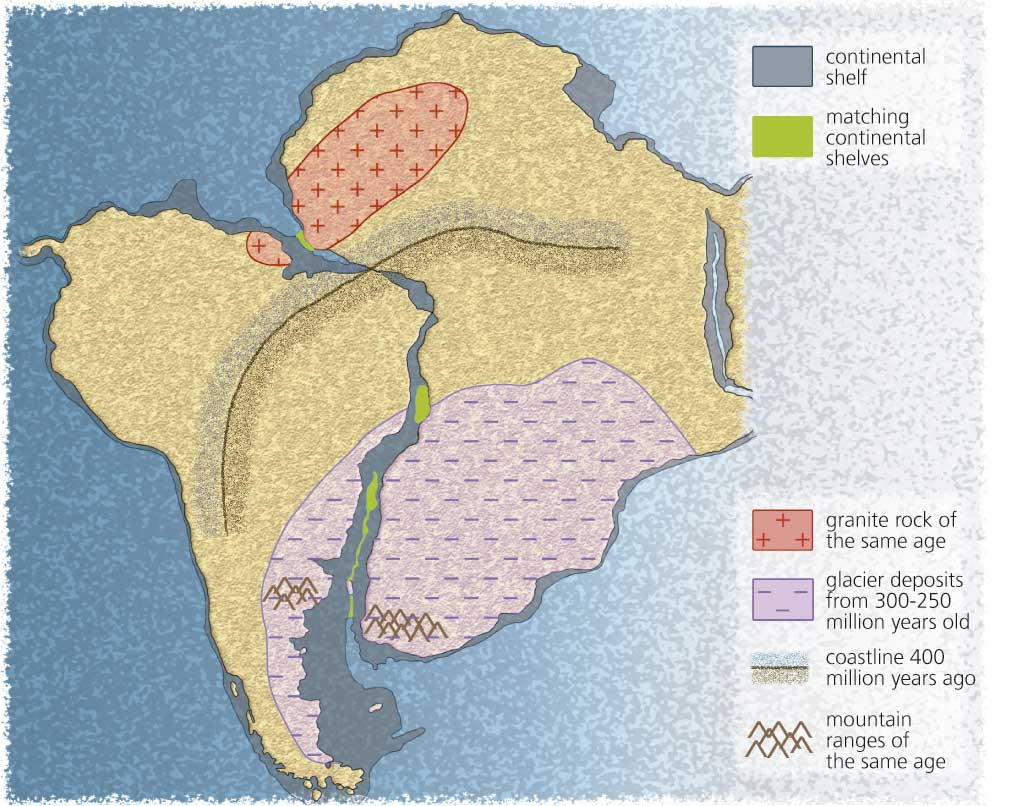 continental
shelf
matching
continental
shelves
granite rock of
the same age
glacier deposits
from 300-250
million years old
coastline 400
million years ago
mountain
ranges of
the same age